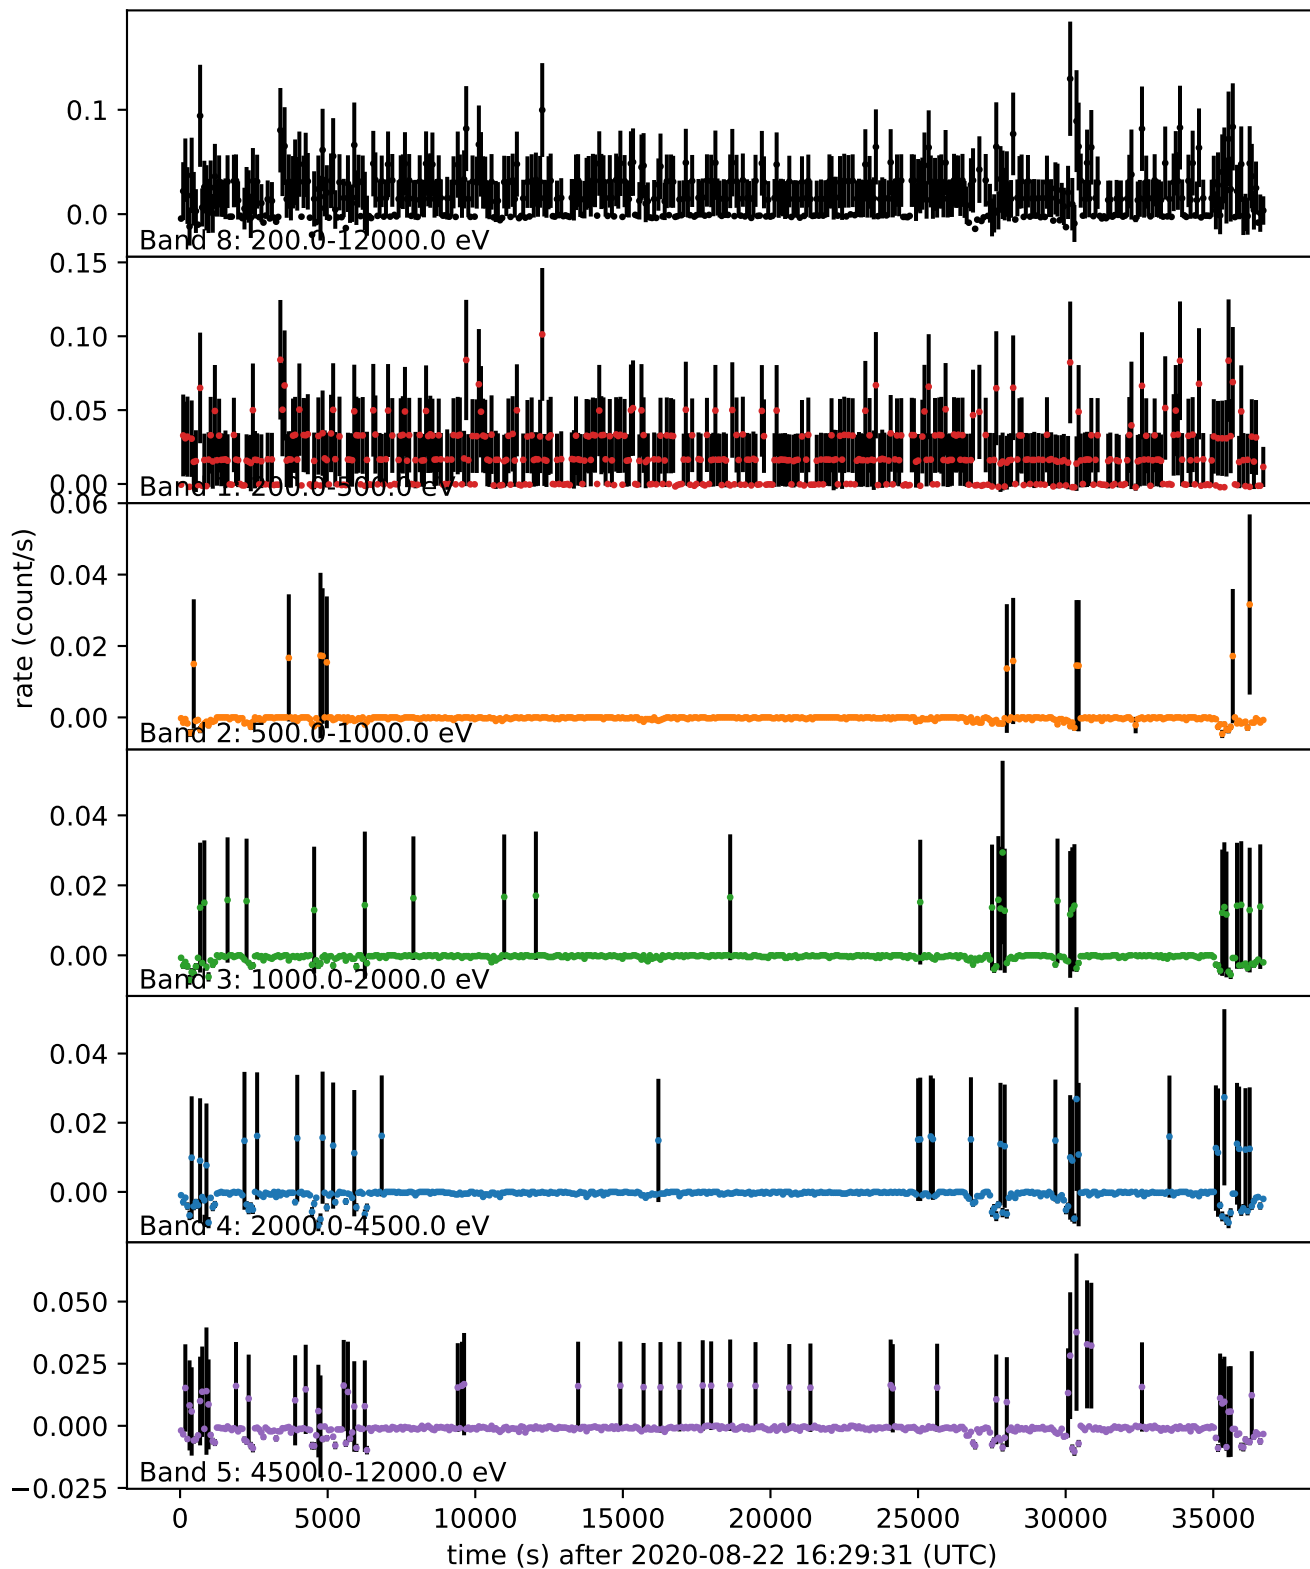 0.1
0.0
Band 8: 200.0-12000.0 eV
0.15
0.10
0.05
0.00
Band 1: 200.0-500.0 eV
0.06
0.04
0.02
0.00
Band 2: 500.0-1000.0 eV
rate (count/s)
0.04
0.02
0.00
Band 3: 1000.0-2000.0 eV
0.04
0.02
0.00
Band 4: 2000.0-4500.0 eV
0.050
0.025
0.000
−0.025
Band 5: 4500.0-12000.0 eV
0 5000 10000 15000 20000 25000 30000 35000
time (s) after 2020-08-22 16:29:31 (UTC)